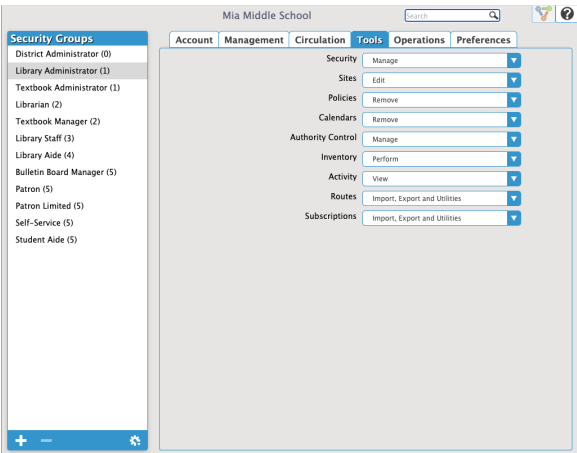 Mia Middle School
Search
?
Security Groups
District Administrator (0)
Library Administrator (1)
Textbook Administrator (1)
Librarian (2)
Textbook Manager (2)
Library Staff (3)
Library Aide (4)
Bulletin Board Manager (5)
Patron (5)
Patron Limited (5)
Self-Service (5)
Student Aide (5)
Account Management Circulation Tools Operations Preferences
Security Manage
Sites Edit
Policies Remove
Calendars Remove
Authority Control Manage
Inventory Perform
Activity View
Routes Import, Export and Utilities
Subscriptions Import, Export and Utilities